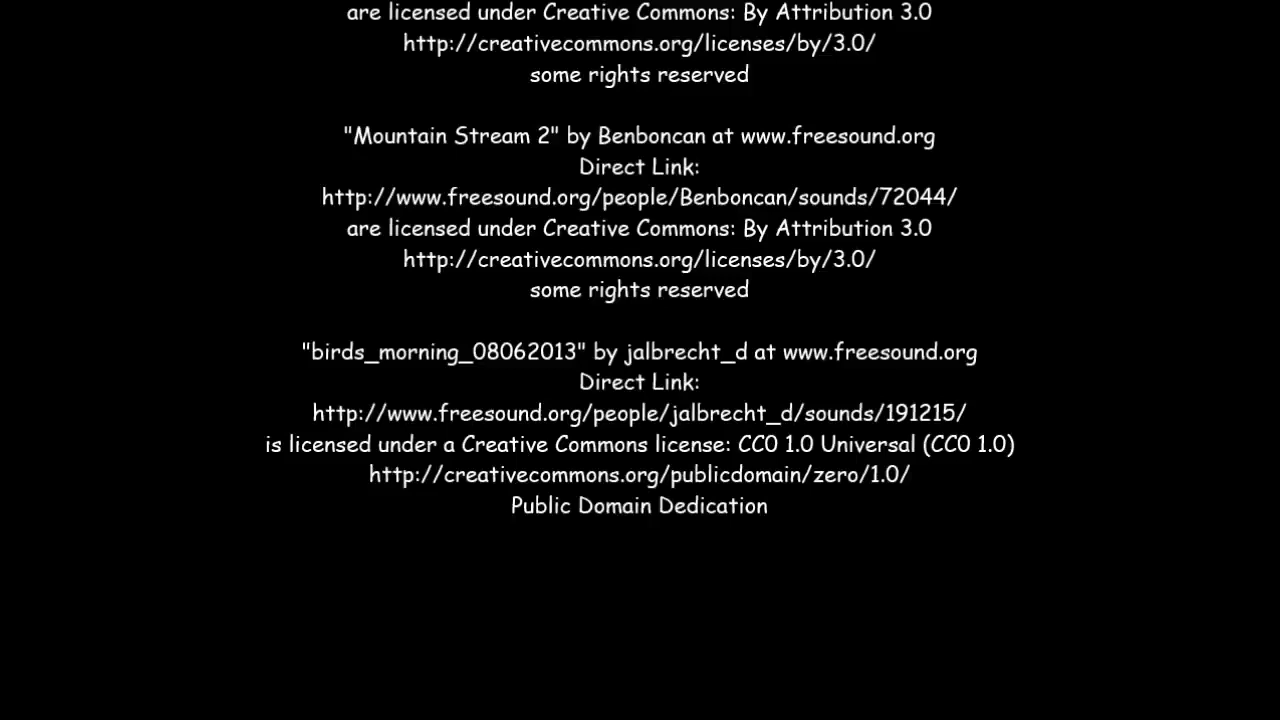 are licensed under Creative Commons: By Attribution 3.0
http://creativecommons.org/licenses/by/3.0/
some rights reserved
"Mountain Stream 2" by Benboncan at www.freesound.org
Direct Link:
http://www.freesound.org/people/Benboncan/sounds/72044/
are licensed under Creative Commons: By Attribution 3.0
http://creativecommons.org/licenses/by/3.0/
some rights reserved
"birds_morning_08062013" by jalbrecht_d at www.freesound.org
Direct Link:
http://www.freesound.org/people/jalbrecht_d/sounds/191215/
is licensed under a Creative Commons license: CC0 1.0 Universal (CC0 1.0)
http://creativecommons.org/publicdomain/zero/1.0/
Public Domain Dedication